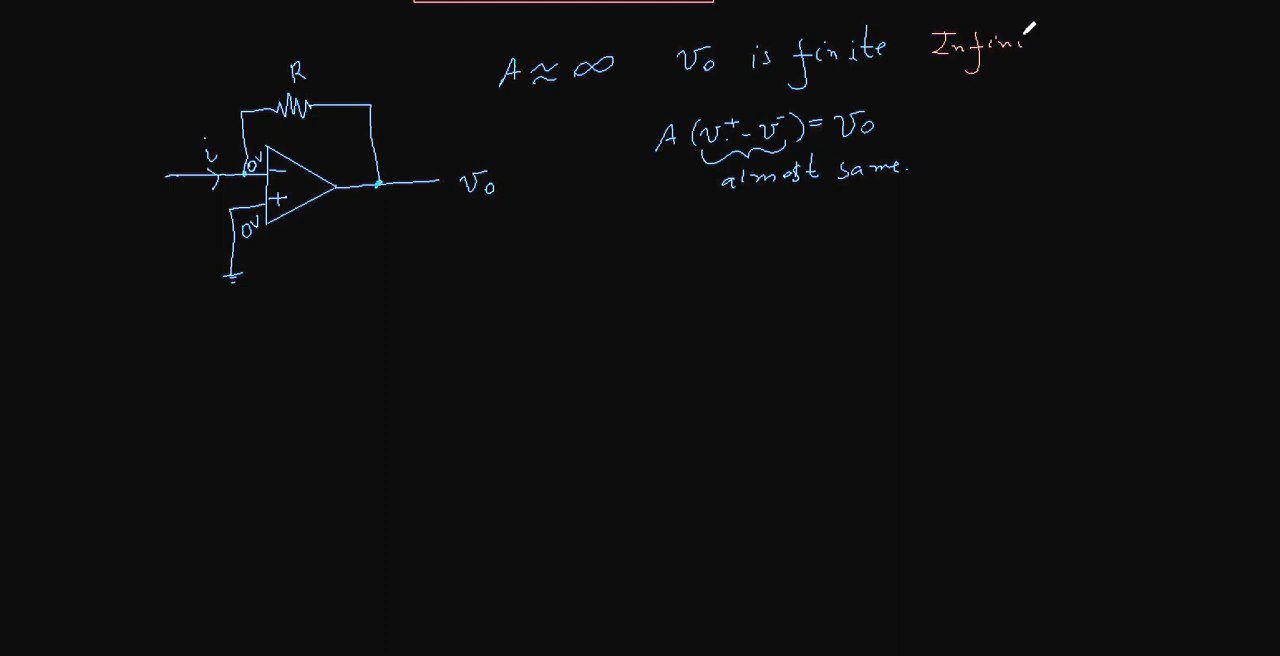 A ≈ ∞ v₀ is finite Infini
A (v⁺ - v⁻) = v₀
almost same.
R
i
0V
-
+
0V
v₀